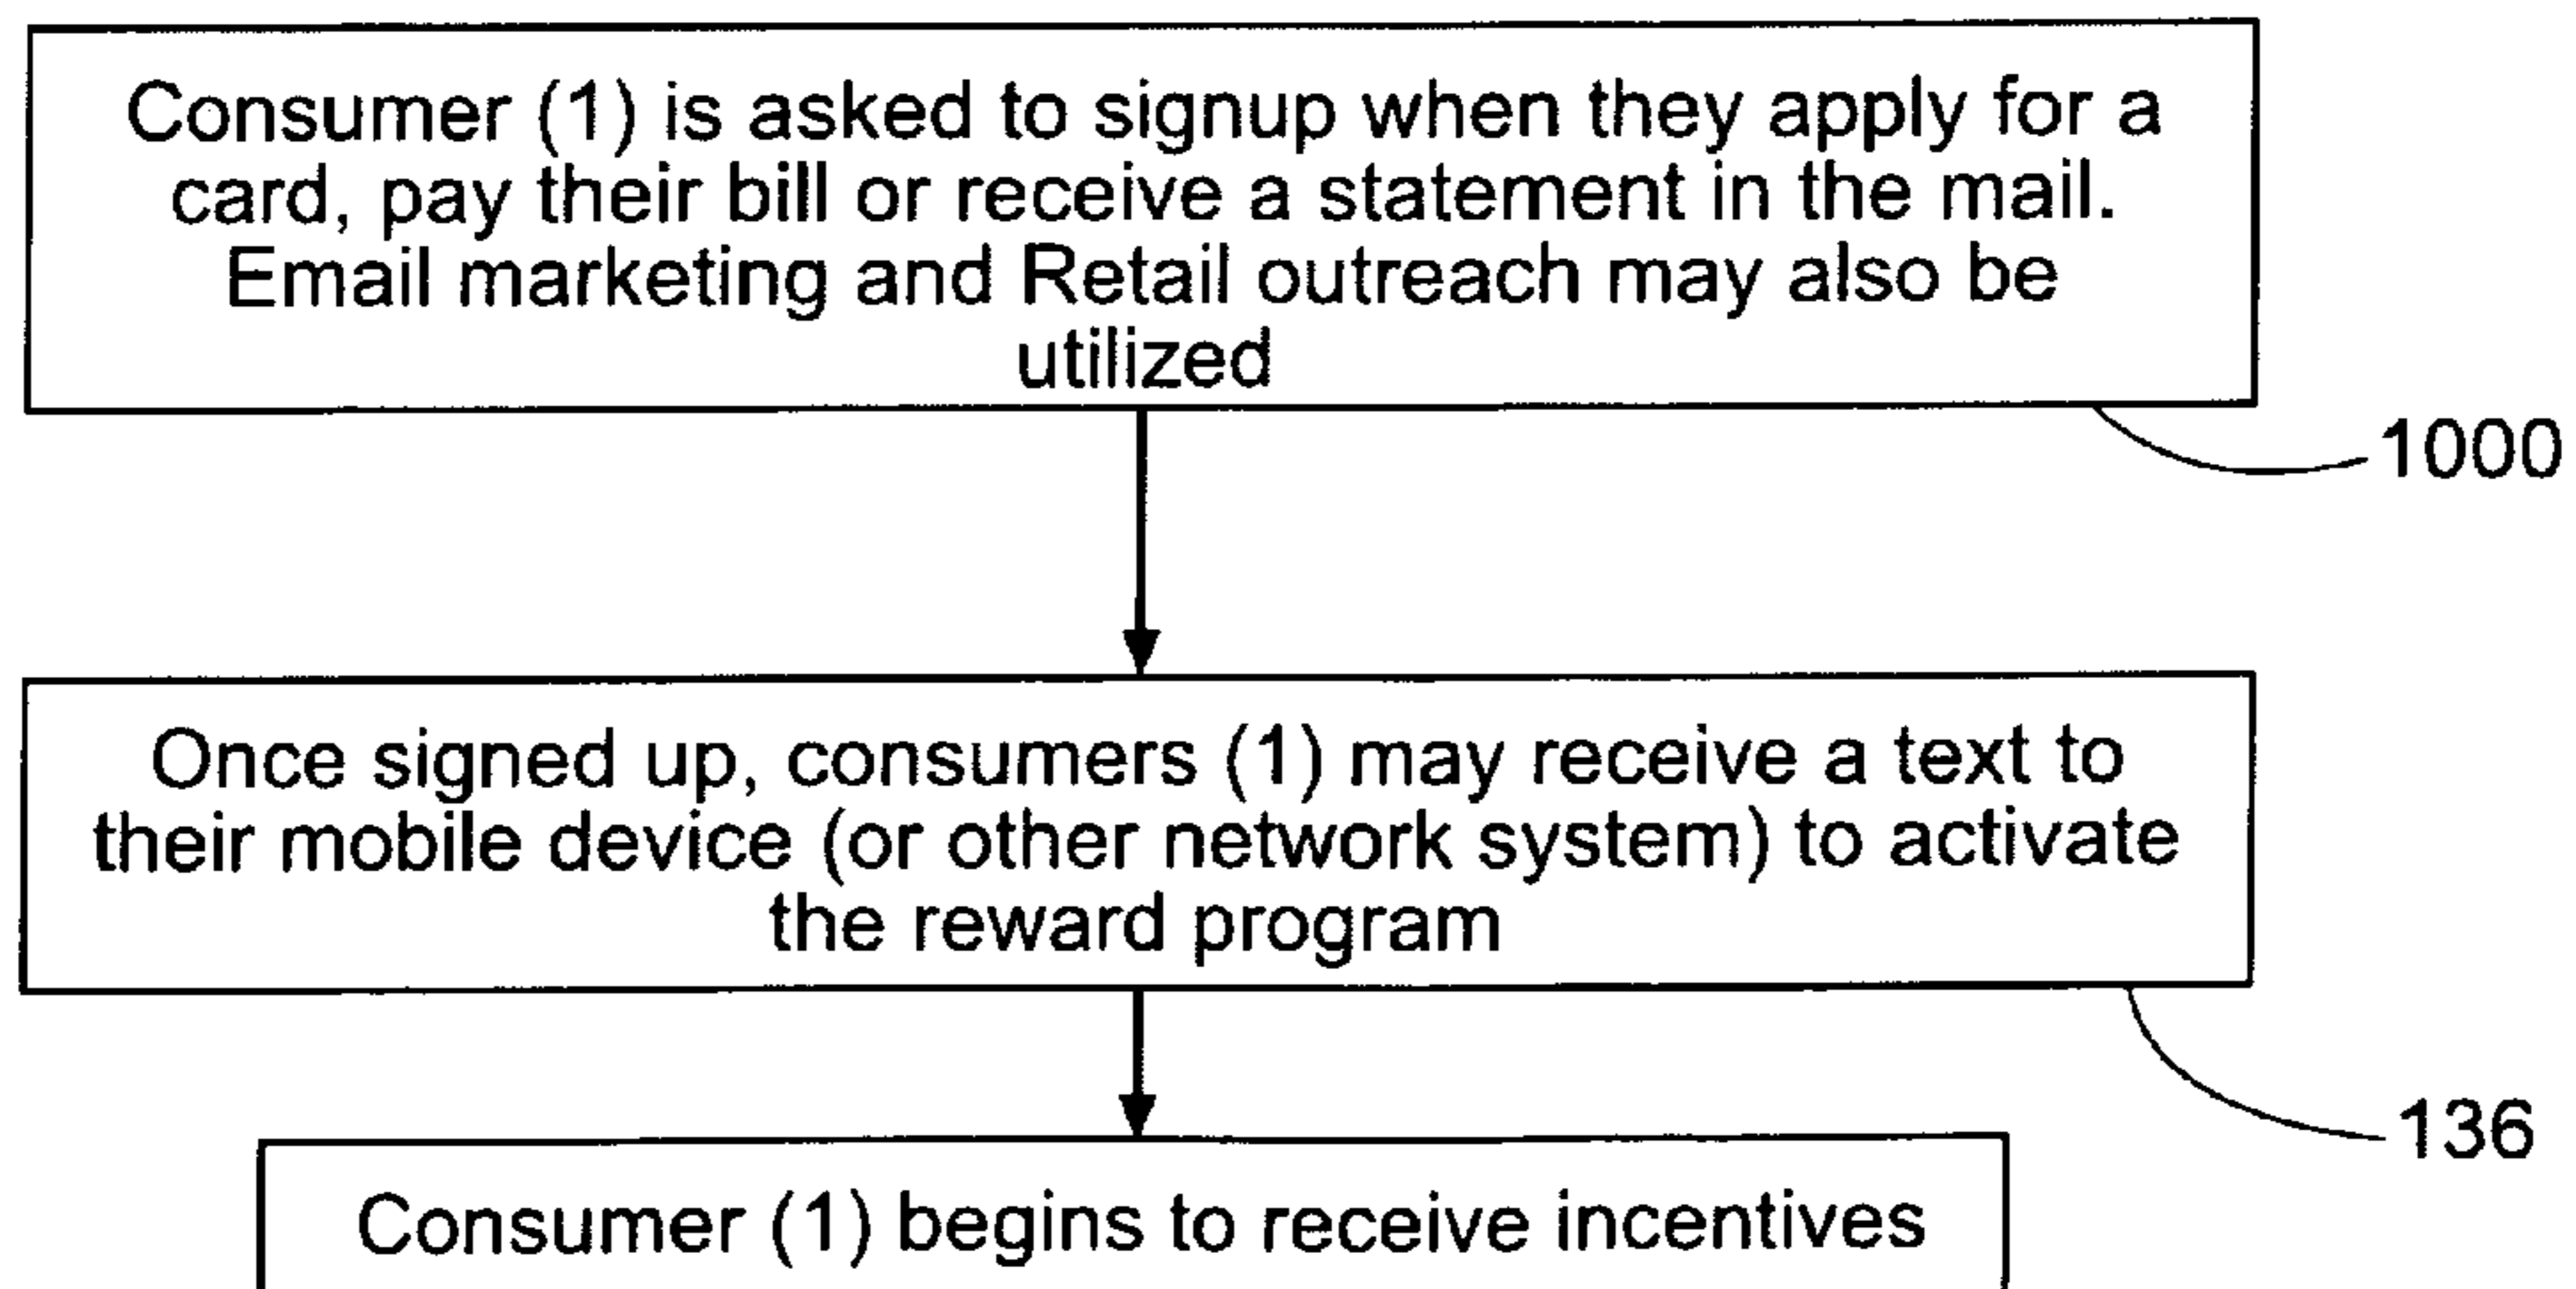 Consumer (1) is asked to signup when they apply for a
card, pay their bill or receive a statement in the mail.
Email marketing and Retail outreach may also be
utilized
1000
Once signed up, consumers (1) may receive a text to
their mobile device (or other network system) to activate
the reward program
136
Consumer (1) begins to receive incentives